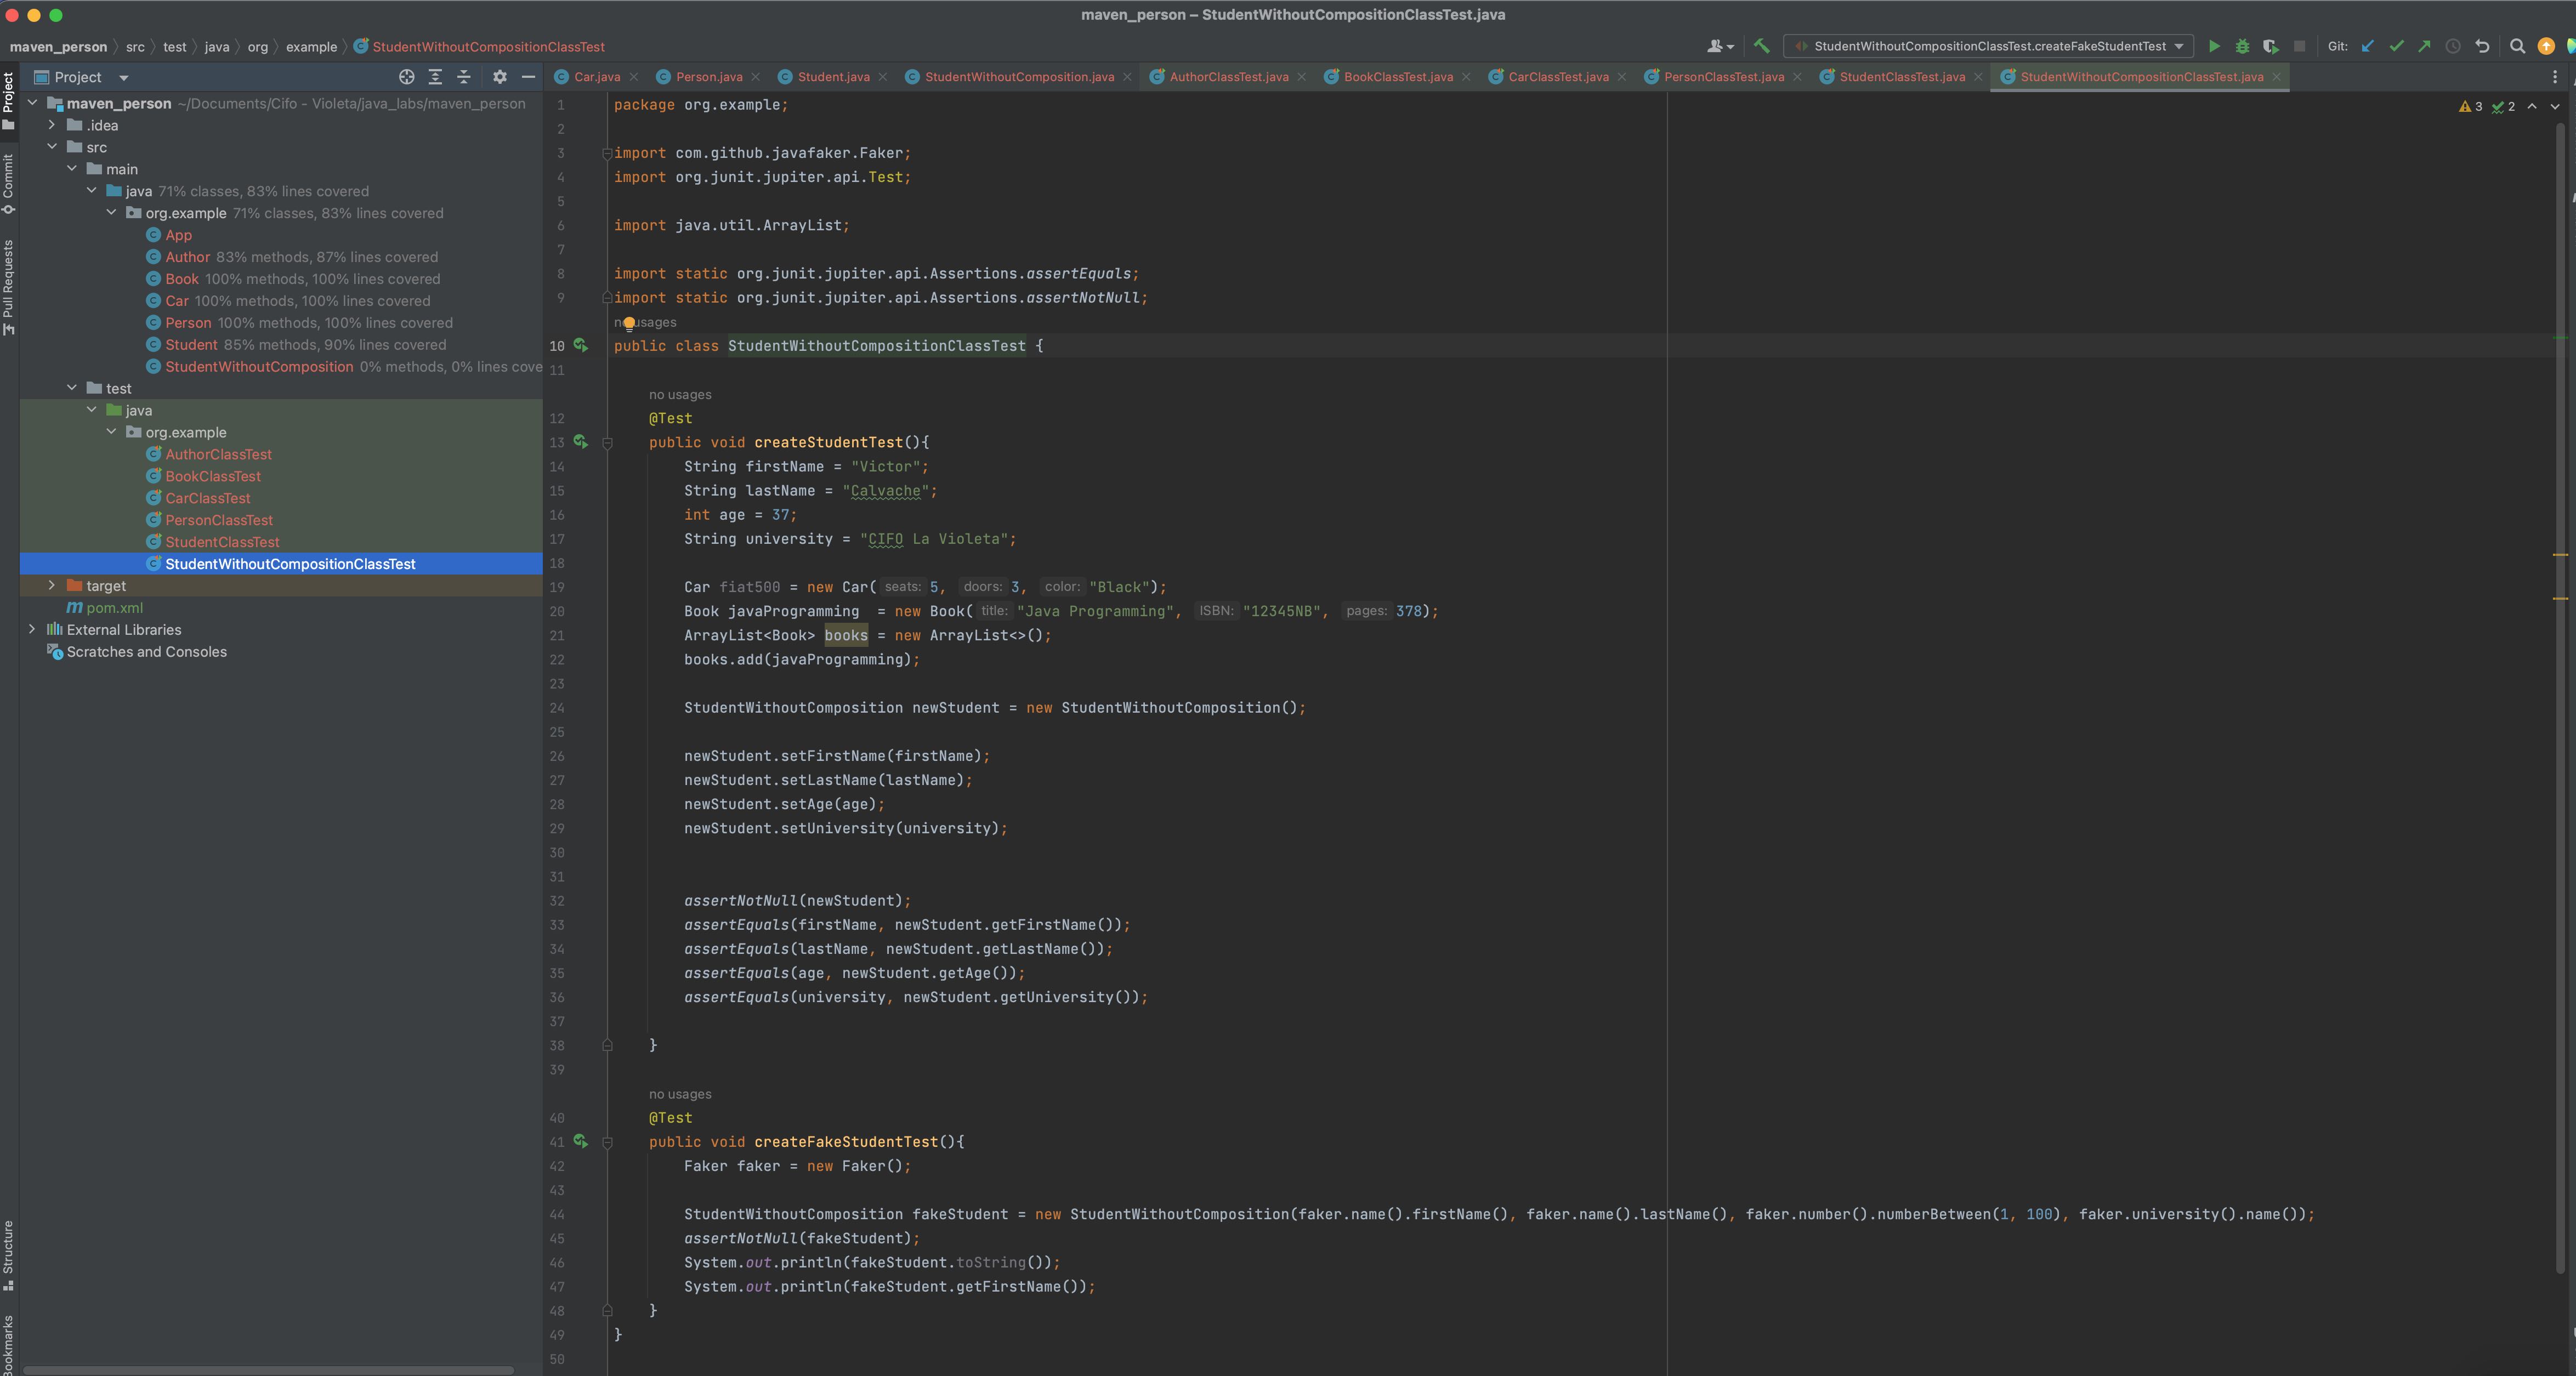 maven_person – StudentWithoutCompositionClassTest.java
maven_person src test java org example StudentWithoutCompositionClassTest
StudentWithoutCompositionClassTest.createFakeStudentTest Git:
Project
Car.java Person.java Student.java StudentWithoutComposition.java AuthorClassTest.java BookClassTest.java CarClassTest.java PersonClassTest.java StudentClassTest.java StudentWithoutCompositionClassTest.java
Project
Commit
Pull Requests
Structure
Bookmarks
maven_person ~/Documents/Cifo - Violeta/java_labs/maven_person
.idea
src
main
java 71% classes, 83% lines covered
org.example 71% classes, 83% lines covered
App
Author 83% methods, 87% lines covered
Book 100% methods, 100% lines covered
Car 100% methods, 100% lines covered
Person 100% methods, 100% lines covered
Student 85% methods, 90% lines covered
StudentWithoutComposition 0% methods, 0% lines cove
test
java
org.example
AuthorClassTest
BookClassTest
CarClassTest
PersonClassTest
StudentClassTest
StudentWithoutCompositionClassTest
target
pom.xml
External Libraries
Scratches and Consoles
3 2
1 package org.example;
2
3 import com.github.javafaker.Faker;
4 import org.junit.jupiter.api.Test;
5
6 import java.util.ArrayList;
7
8 import static org.junit.jupiter.api.Assertions.assertEquals;
9 import static org.junit.jupiter.api.Assertions.assertNotNull;
no usages
10 public class StudentWithoutCompositionClassTest {
11
no usages
12 @Test
13 public void createStudentTest(){
14 String firstName = "Victor";
15 String lastName = "Calvache";
16 int age = 37;
17 String university = "CIFO La Violeta";
18
19 Car fiat500 = new Car( seats: 5, doors: 3, color: "Black");
20 Book javaProgramming  = new Book( title: "Java Programming", ISBN: "12345NB", pages: 378);
21 ArrayList<Book> books = new ArrayList<>();
22 books.add(javaProgramming);
23
24 StudentWithoutComposition newStudent = new StudentWithoutComposition();
25
26 newStudent.setFirstName(firstName);
27 newStudent.setLastName(lastName);
28 newStudent.setAge(age);
29 newStudent.setUniversity(university);
30
31
32 assertNotNull(newStudent);
33 assertEquals(firstName, newStudent.getFirstName());
34 assertEquals(lastName, newStudent.getLastName());
35 assertEquals(age, newStudent.getAge());
36 assertEquals(university, newStudent.getUniversity());
37
38 }
39
no usages
40 @Test
41 public void createFakeStudentTest(){
42 Faker faker = new Faker();
43
44 StudentWithoutComposition fakeStudent = new StudentWithoutComposition(faker.name().firstName(), faker.name().lastName(), faker.number().numberBetween(1, 100), faker.university().name());
45 assertNotNull(fakeStudent);
46 System.out.println(fakeStudent.toString());
47 System.out.println(fakeStudent.getFirstName());
48 }
49 }
50